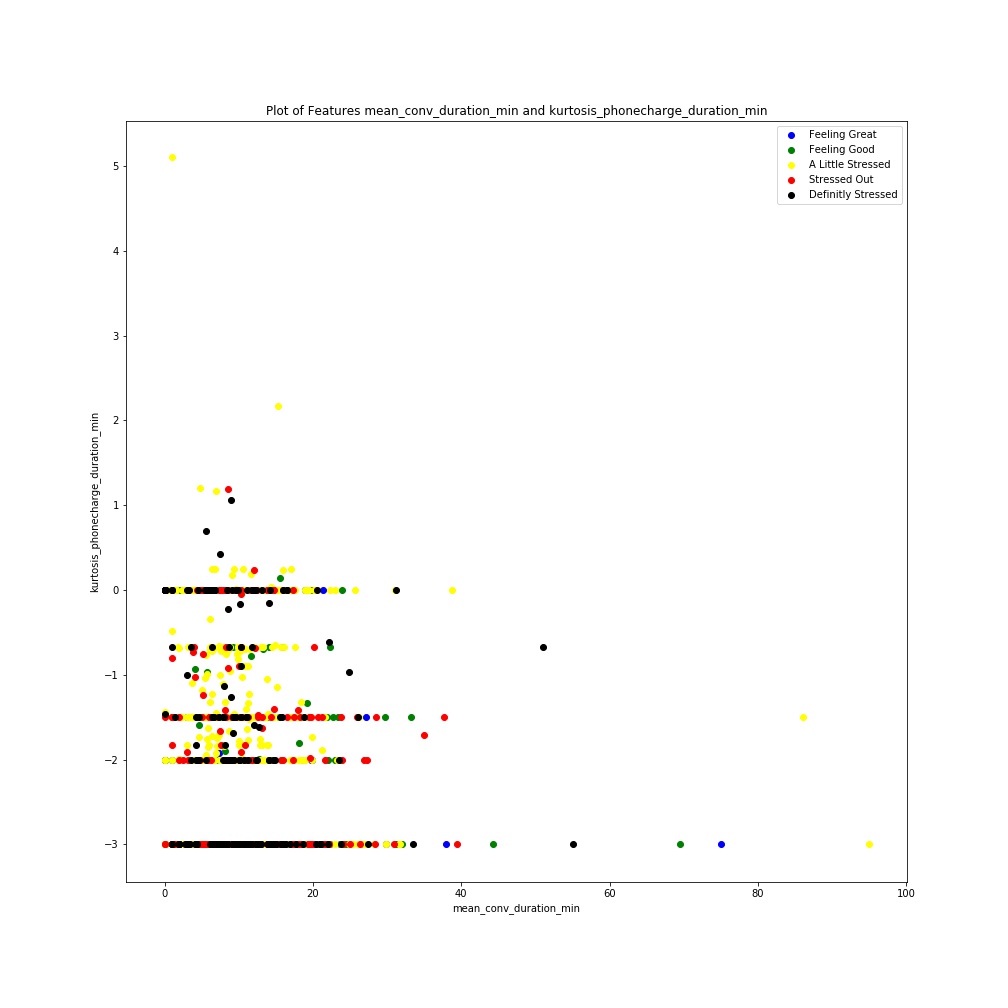 Plot of Features mean_conv_duration_min and kurtosis_phonecharge_duration_min
Feeling Great
Feeling Good
A Little Stressed
Stressed Out
Definitly Stressed
kurtosis_phonecharge_duration_min
5
4
3
2
1
0
−1
−2
−3
0 20 40 60 80 100
mean_conv_duration_min